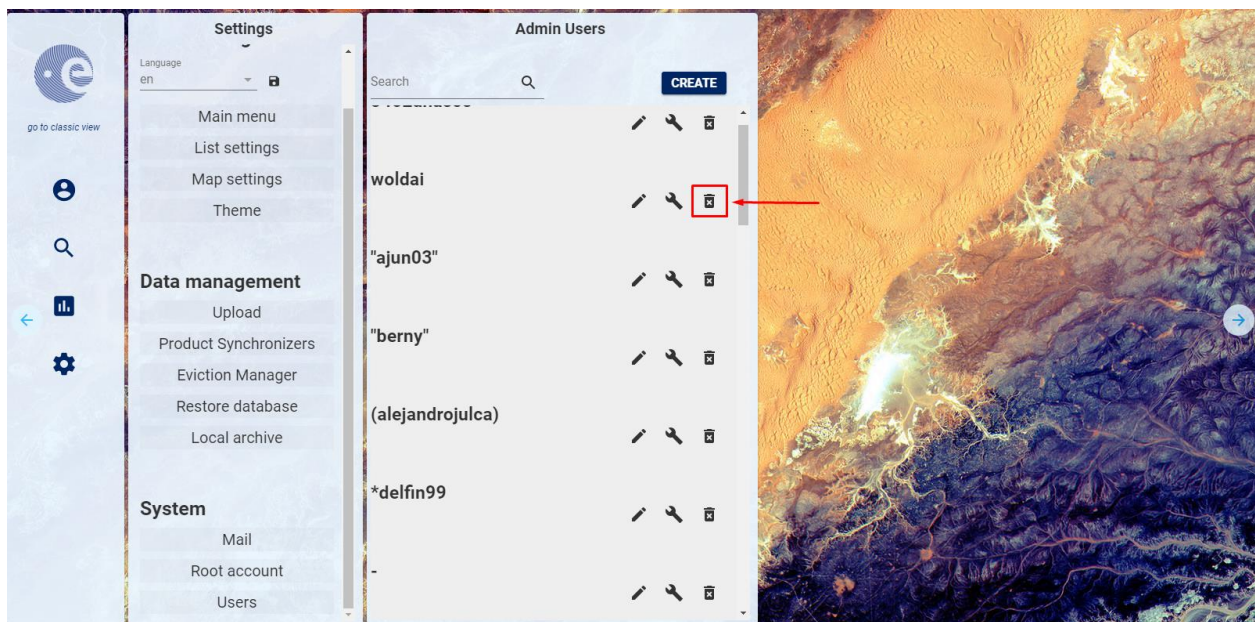 go to classic view
Settings
Language
en
Main menu
List settings
Map settings
Theme
Data management
Upload
Product Synchronizers
Eviction Manager
Restore database
Local archive
System
Mail
Root account
Users
Admin Users
Search
CREATE
woldai
"ajun03"
"berny"
(alejandrojulca)
*delfin99
-